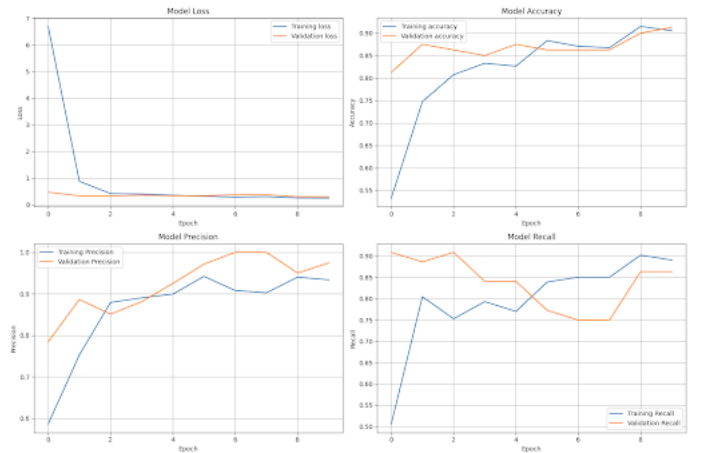 Model Loss
Training loss
Validation loss
7
6
5
4
3
2
1
0
Loss
0 2 4 6 8
Epoch
Model Accuracy
Training accuracy
Validation accuracy
0.90
0.85
0.80
0.75
0.70
0.65
0.60
0.55
Accuracy
0 2 4 6 8
Epoch
Model Precision
Training Precision
Validation Precision
1.0
0.9
0.8
0.7
0.6
Precision
0 2 4 6 8
Epoch
Model Recall
0.90
0.85
0.80
0.75
0.70
0.65
0.60
0.55
0.50
Recall
Training Recall
Validation Recall
0 2 4 6 8
Epoch